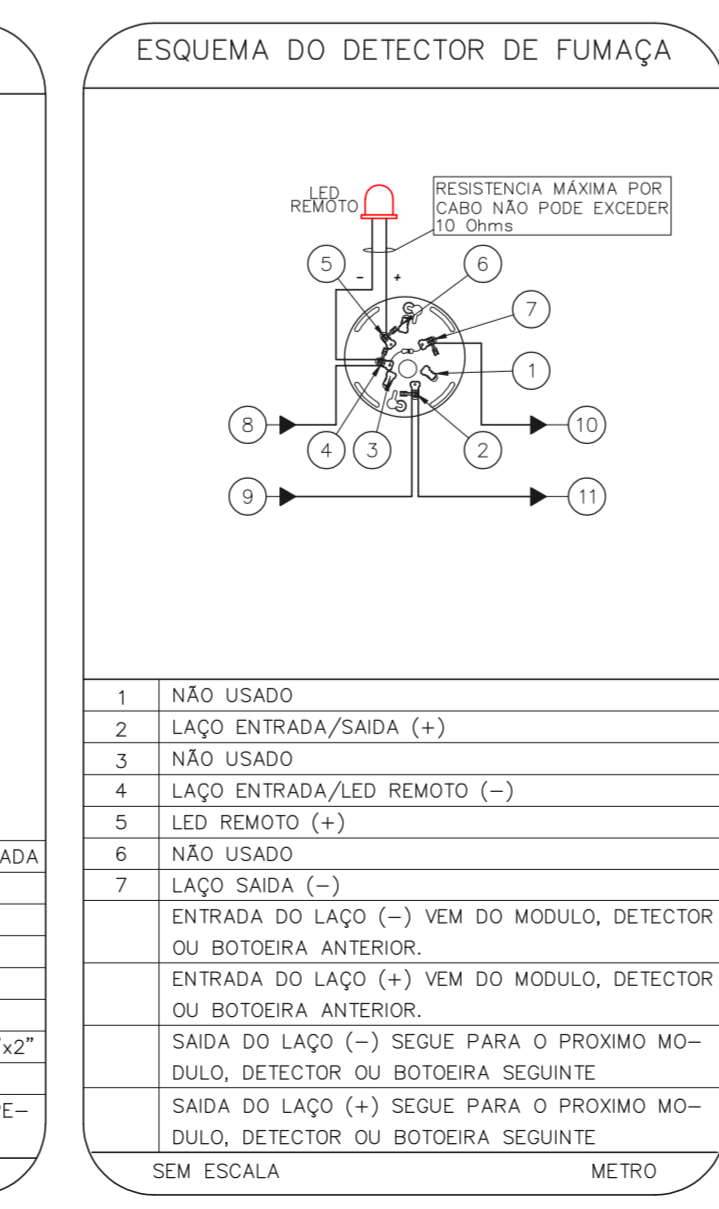 ESQUEMA DO DETECTOR DE FUMAÇA
LED
REMOTO
RESISTENCIA MÁXIMA POR
CABO NÃO PODE EXCEDER
10 Ohms
5
- +
6
7
1
8
10
4
3
2
9
11
1 NÃO USADO
2 LAÇO ENTRADA/SAIDA (+)
3 NÃO USADO
4 LAÇO ENTRADA/LED REMOTO (-)
5 LED REMOTO (+)
6 NÃO USADO
7 LAÇO SAIDA (-)
ENTRADA DO LAÇO (-) VEM DO MODULO, DETECTOR
OU BOTOEIRA ANTERIOR.
ENTRADA DO LAÇO (+) VEM DO MODULO, DETECTOR
OU BOTOEIRA ANTERIOR.
SAIDA DO LAÇO (-) SEGUE PARA O PROXIMO MO-
DULO, DETECTOR OU BOTOEIRA SEGUINTE
SAIDA DO LAÇO (+) SEGUE PARA O PROXIMO MO-
DULO, DETECTOR OU BOTOEIRA SEGUINTE
SEM ESCALA METRO
ADA
x2"
E-